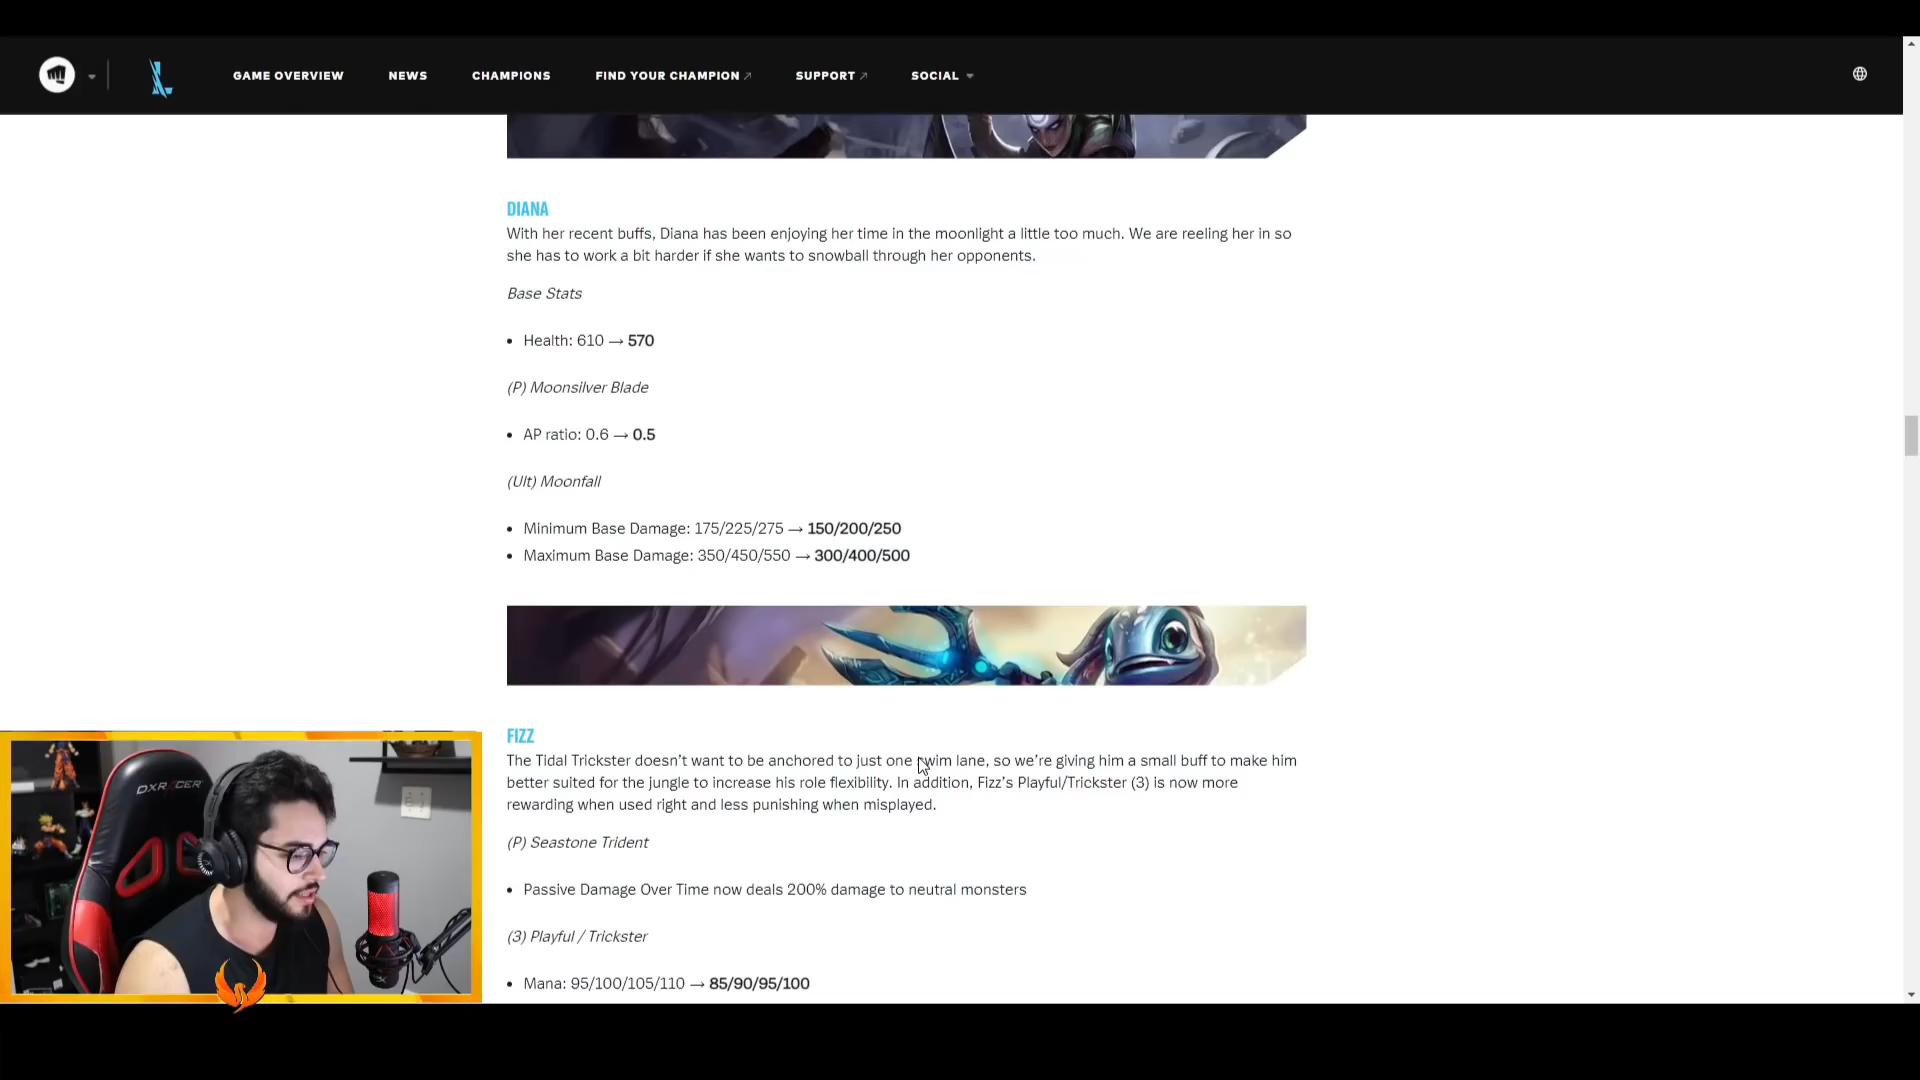 GAME OVERVIEW NEWS CHAMPIONS FIND YOUR CHAMPION SUPPORT SOCIAL
DIANA
With her recent buffs, Diana has been enjoying her time in the moonlight a little too much. We are reeling her in so
she has to work a bit harder if she wants to snowball through her opponents.
Base Stats
• Health: 610 → 570
(P) Moonsilver Blade
• AP ratio: 0.6 → 0.5
(Ult) Moonfall
• Minimum Base Damage: 175/225/275 → 150/200/250
• Maximum Base Damage: 350/450/550 → 300/400/500
FIZZ
The Tidal Trickster doesn't want to be anchored to just one swim lane, so we're giving him a small buff to make him
better suited for the jungle to increase his role flexibility. In addition, Fizz's Playful/Trickster (3) is now more
rewarding when used right and less punishing when misplayed.
(P) Seastone Trident
• Passive Damage Over Time now deals 200% damage to neutral monsters
(3) Playful / Trickster
• Mana: 95/100/105/110 → 85/90/95/100
DXRACER